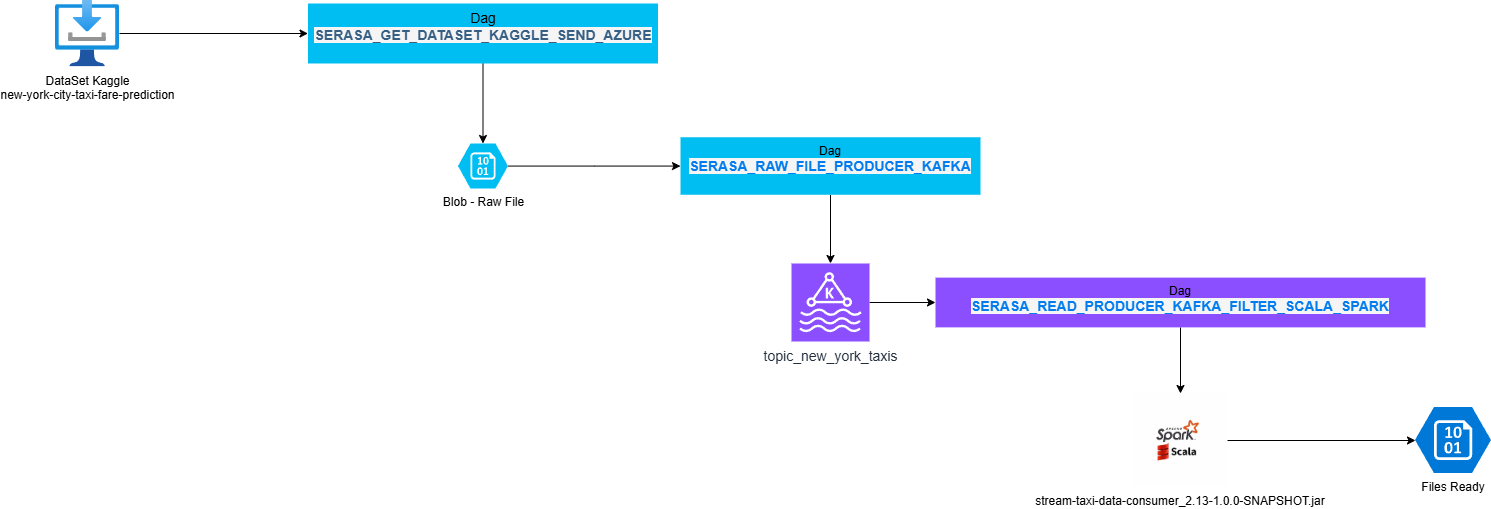 Dag
SERASA_GET_DATASET_KAGGLE_SEND_AZURE
DataSet Kaggle
new-york-city-taxi-fare-prediction
Dag
SERASA_RAW_FILE_PRODUCER_KAFKA
10
01
Blob - Raw File
K
topic_new_york_taxis
Dag
SERASA_READ_PRODUCER_KAFKA_FILTER_SCALA_SPARK
APACHE
Spark
Scala
stream-taxi-data-consumer_2.13-1.0.0-SNAPSHOT.jar
10
01
Files Ready